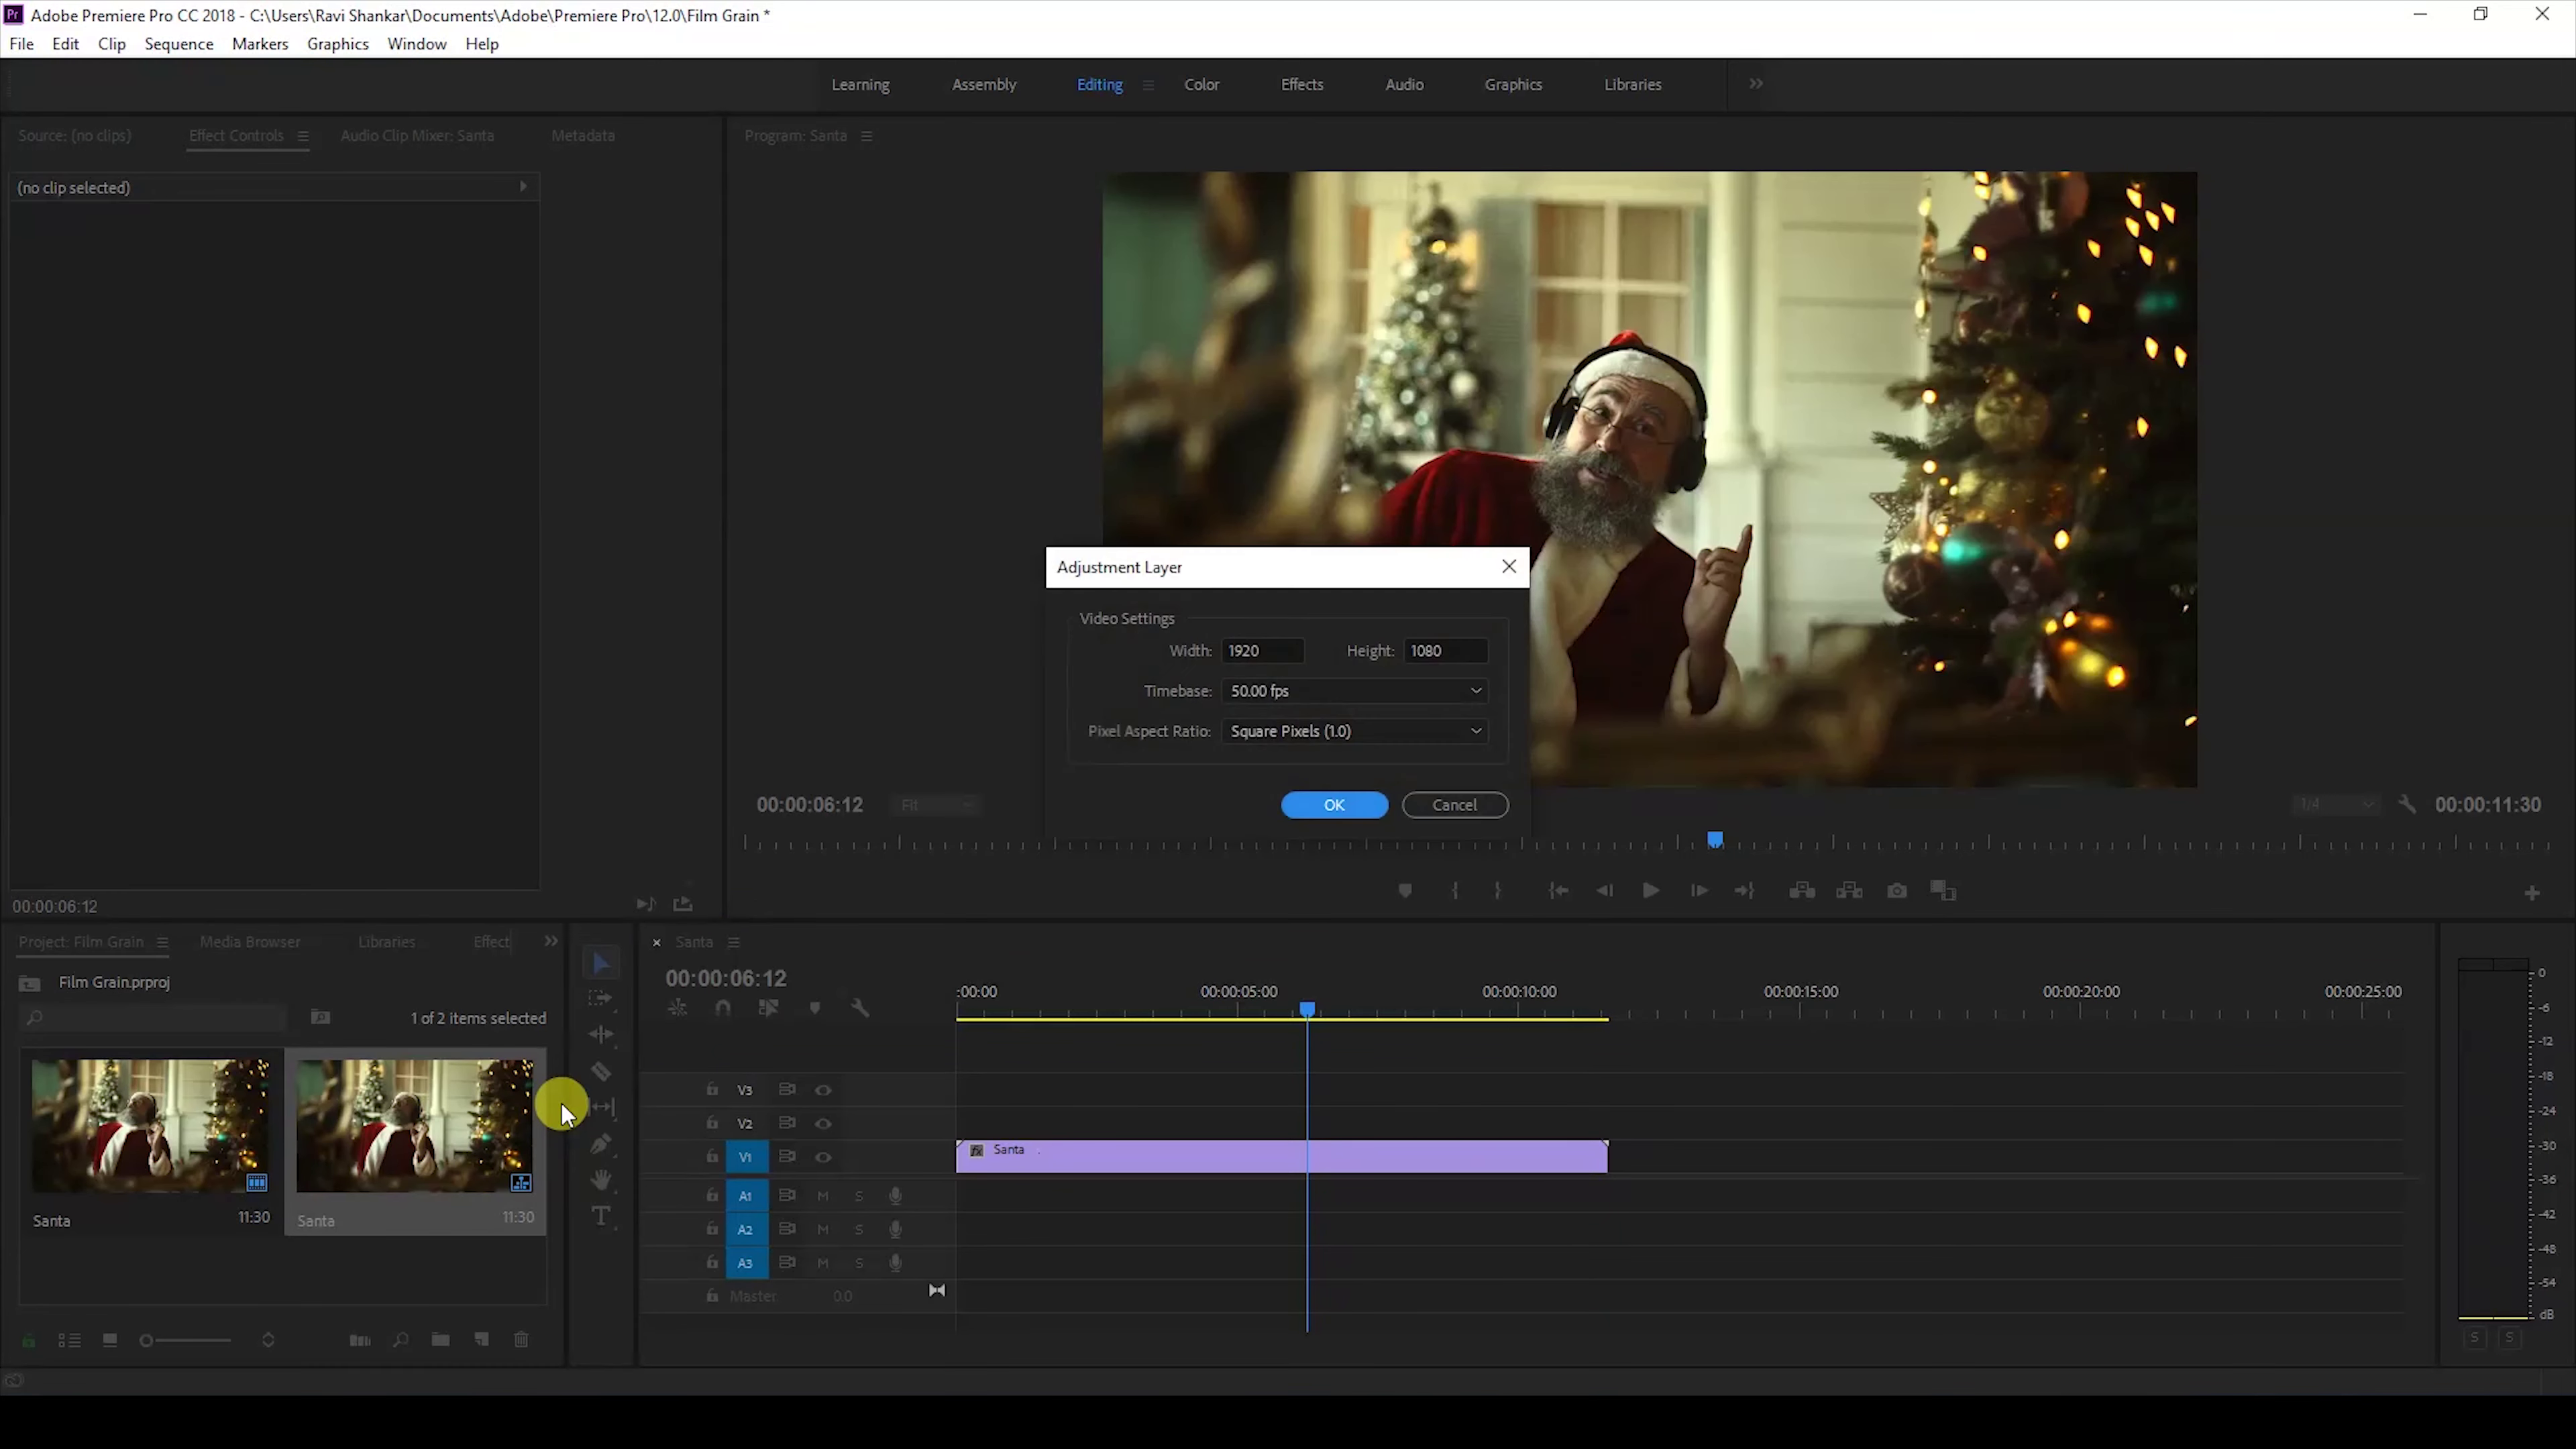 Adobe Premiere Pro CC 2018 - C:\Users\Ravi Shankar\Documents\Adobe\Premiere Pro\12.0\Film Grain *
File Edit Clip Sequence Markers Graphics Window Help
Learning Assembly Editing Color Effects Audio Graphics Libraries
Source: (no clips) Effect Controls Audio Clip Mixer: Santa Metadata
Program: Santa
(no clip selected)
Adjustment Layer
Video Settings
Width: 1920 Height: 1080
Timebase: 50.00 fps
Pixel Aspect Ratio: Square Pixels (1.0)
OK Cancel
00:00:06:12 Fit 1/4 00:00:11:30
00:00:06:12
Project: Film Grain Media Browser Libraries Effect
Film Grain.prproj
1 of 2 items selected
Santa 11:30
Santa 11:30
Santa
00:00:06:12
:00:00 00:00:05:00 00:00:10:00 00:00:15:00 00:00:20:00 00:00:25:00
V3
V2
V1 Santa
A1 M S
A2 M S
A3 M S
Master 0.0
0
-6
-12
-18
-24
-30
-36
-42
-48
-54
dB
S S